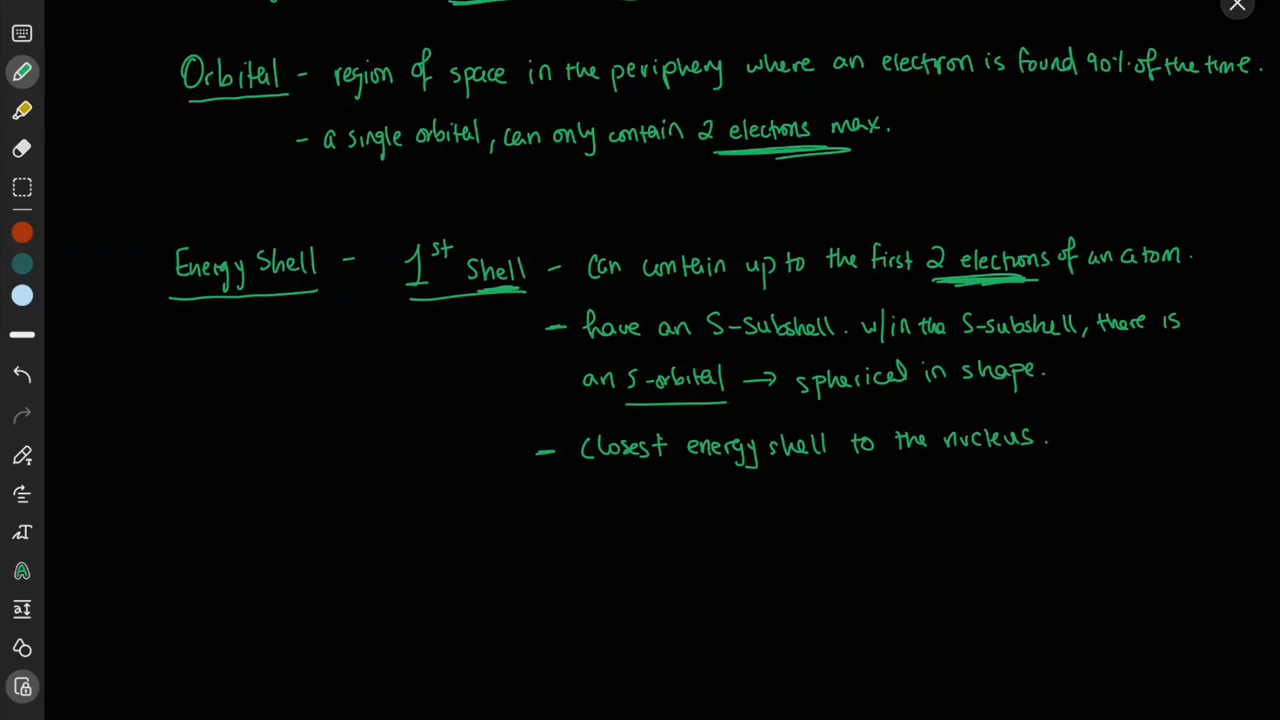 Orbital - region of space in the periphery where an electron is found 90% of the time.
- a single orbital, can only contain 2 electrons max.
Energy Shell - 1st Shell - Can contain up to the first 2 electrons of an atom.
- have an S-subshell. w/in the S-subshell, there is
an s-orbital → spherical in shape.
- Closest energy shell to the nucleus.